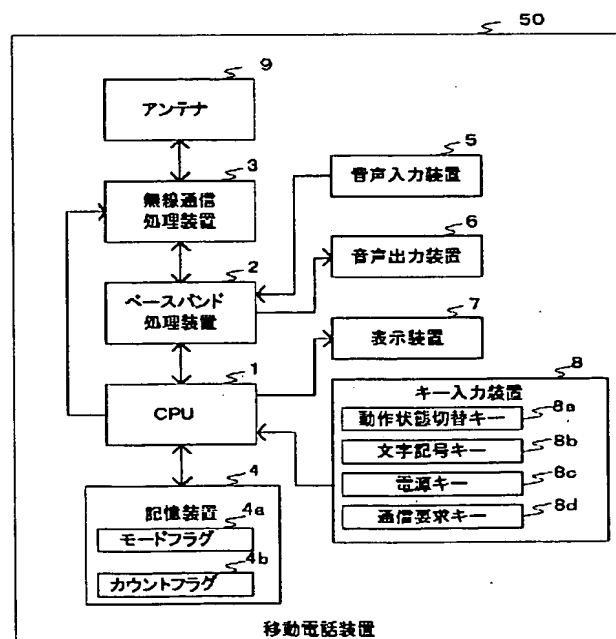 50
9
アンテナ
3
無線通信
処理装置
5
音声入力装置
6
音声出力装置
2
ベースバンド
処理装置
7
表示装置
1
CPU
8
キー入力装置
動作状態切替キー
8a
文字記号キー
8b
電源キー
8c
通信要求キー
8d
4
記憶装置
4a
モードフラグ
4b
カウントフラグ
移動電話装置